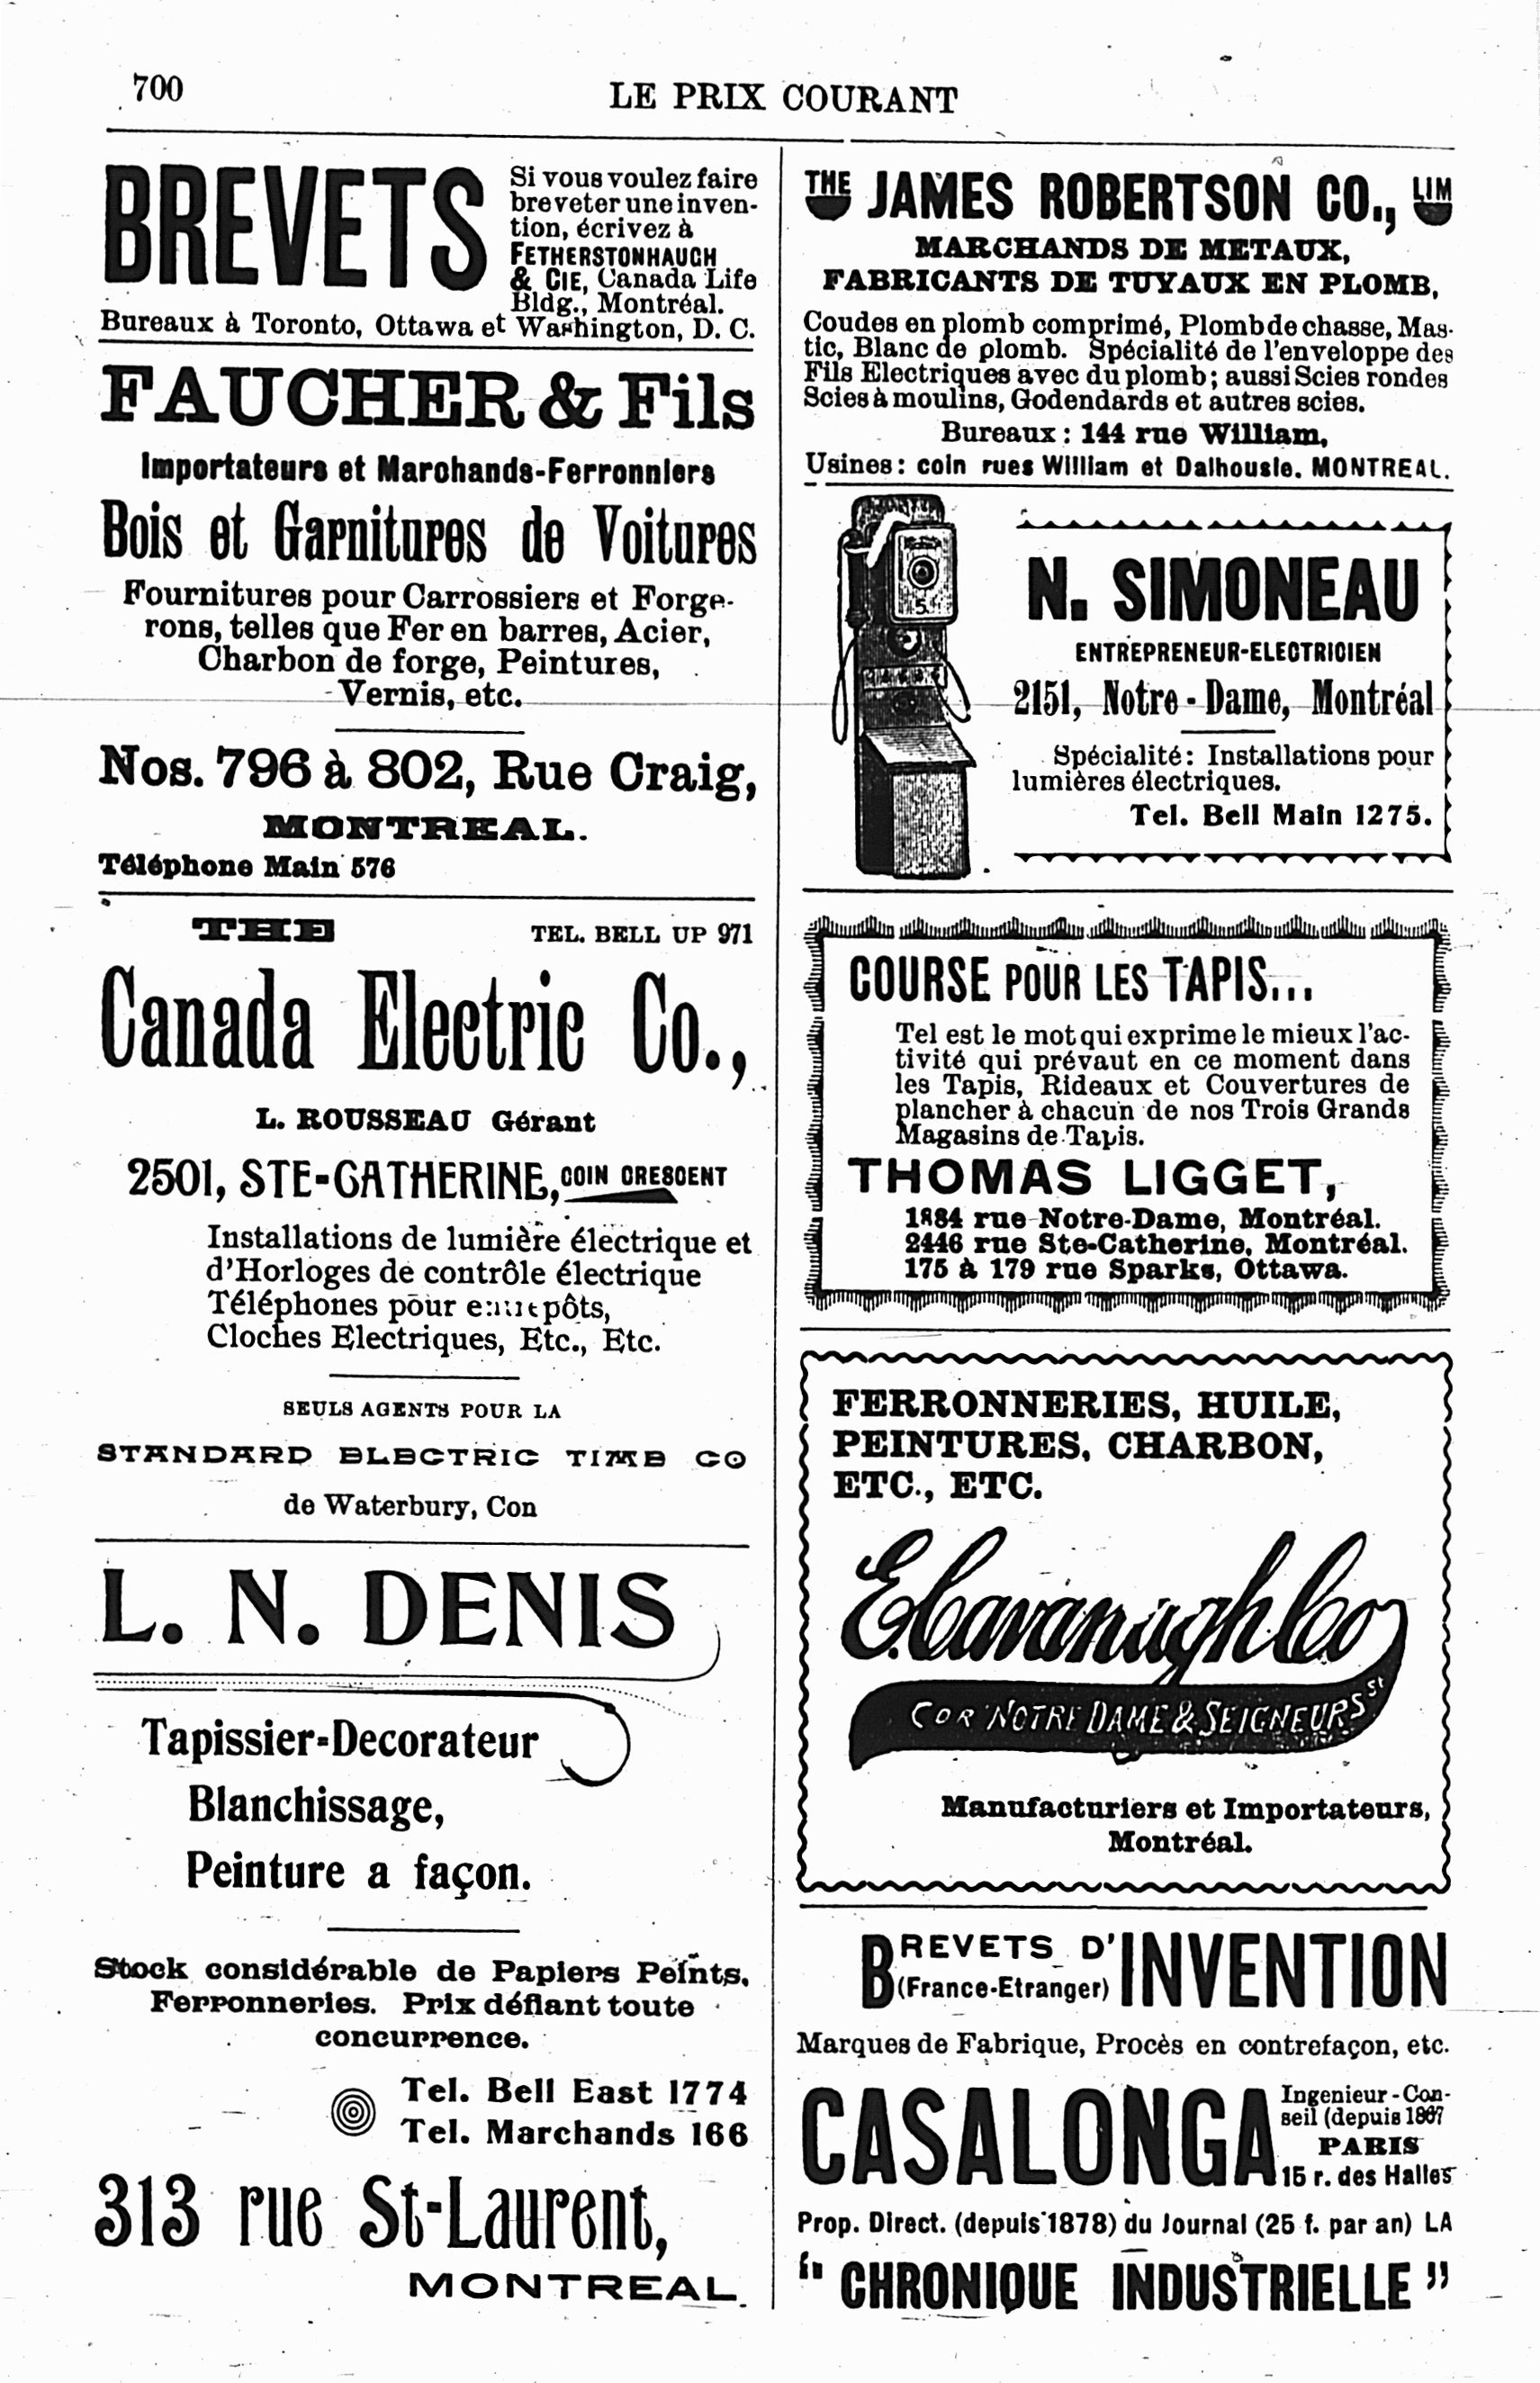 700
LE PRIX COURANT
BREVETS
Si vous voulez faire
breveter une inven-
tion, écrivez à
FETHERSTONHAUGH
& CIE, Canada Life
Bldg., Montréal.
Bureaux à Toronto, Ottawa et Washington, D. C.
FAUCHER & Fils
Importateurs et Marchands-Ferronniers
Bois et Garnitures de Voitures
Fournitures pour Carrossiers et Forge-
rons, telles que Fer en barres, Acier,
Charbon de forge, Peintures,
Vernis, etc.
Nos. 796 à 802, Rue Craig,
MONTREAL.
Téléphone Main 576
THE
TEL. BELL UP 971
Canada Electric Co.,
L. ROUSSEAU Gérant
2501, STE-CATHERINE, COIN CRESCENT
Installations de lumière électrique et
d'Horloges de contrôle électrique
Téléphones pour entrepôts,
Cloches Electriques, Etc., Etc.
SEULS AGENTS POUR LA
STANDARD ELECTRIC TIME CO
de Waterbury, Con
L. N. DENIS
Tapissier-Decorateur
Blanchissage,
Peinture a façon.
Stock considérable de Papiers Peints.
Ferronneries. Prix défiant toute
concurrence.
Tel. Bell East 1774
Tel. Marchands 166
313 rue St-Laurent,
MONTREAL.
THE JAMES ROBERTSON CO., LIM
MARCHANDS DE METAUX,
FABRICANTS DE TUYAUX EN PLOMB,
Coudes en plomb comprimé, Plomb de chasse, Mas-
tic, Blanc de plomb. Spécialité de l'enveloppe des
Fils Electriques avec du plomb; aussi Scies rondes
Scies à moulins, Godendards et autres scies.
Bureaux : 144 rue William,
Usines : coin rues William et Dalhousie. MONTREAL.
N. SIMONEAU
ENTREPRENEUR-ELECTRICIEN
2151, Notre-Dame, Montréal
Spécialité: Installations pour
lumières électriques.
Tel. Bell Main 1275.
COURSE POUR LES TAPIS...
Tel est le mot qui exprime le mieux l'ac-
tivité qui prévaut en ce moment dans
les Tapis, Rideaux et Couvertures de
plancher à chacun de nos Trois Grands
Magasins de Tapis.
THOMAS LIGGET,
1884 rue Notre-Dame, Montréal.
2446 rue Ste-Catherine, Montréal.
175 à 179 rue Sparks, Ottawa.
FERRONNERIES, HUILE,
PEINTURES, CHARBON,
ETC., ETC.
E. Cavanagh Co
COR NOTRE DAME & SEIGNEURS St
Manufacturiers et Importateurs,
Montréal.
BREVETS D'INVENTION
(France-Etranger)
Marques de Fabrique, Procès en contrefaçon, etc.
CASALONGA
Ingenieur-Con-
seil (depuis 1867
PARIS
15 r. des Halles
Prop. Direct. (depuis 1878) du Journal (25 f. par an) LA
"CHRONIQUE INDUSTRIELLE"